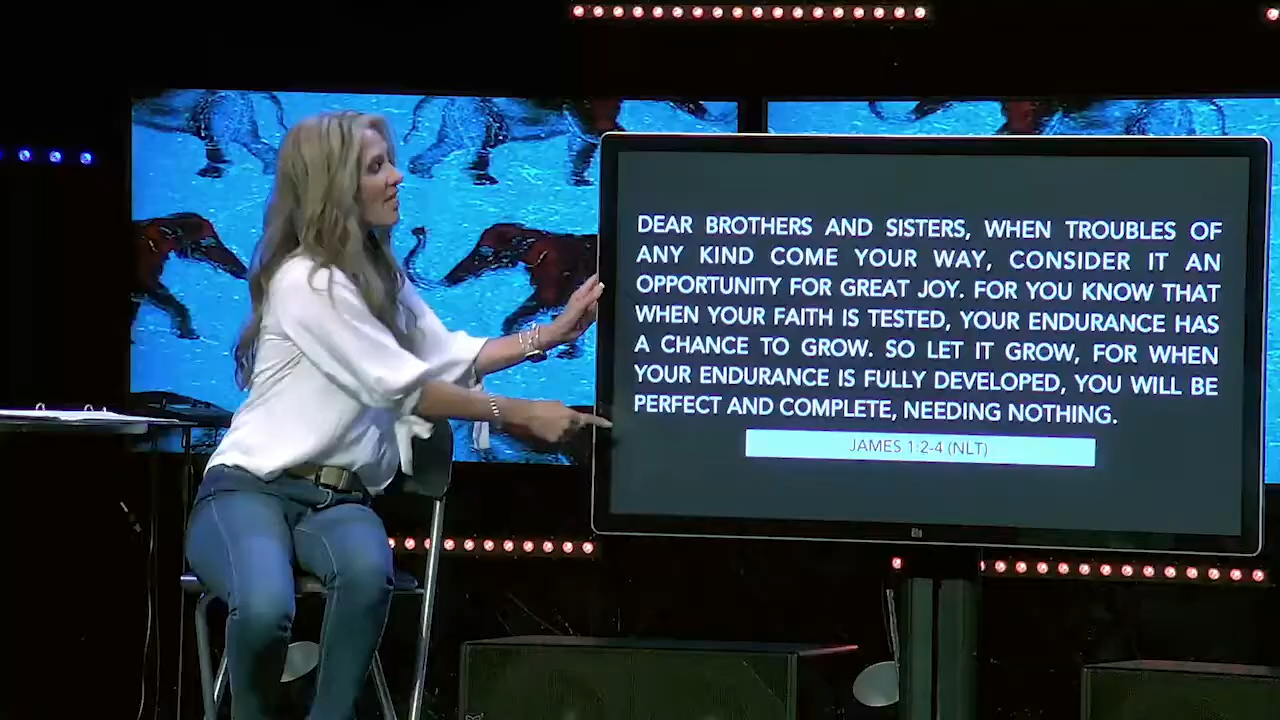 DEAR BROTHERS AND SISTERS, WHEN TROUBLES OF
ANY KIND COME YOUR WAY, CONSIDER IT AN
OPPORTUNITY FOR GREAT JOY. FOR YOU KNOW THAT
WHEN YOUR FAITH IS TESTED, YOUR ENDURANCE HAS
A CHANCE TO GROW. SO LET IT GROW, FOR WHEN
YOUR ENDURANCE IS FULLY DEVELOPED, YOU WILL BE
PERFECT AND COMPLETE, NEEDING NOTHING.
JAMES 1:2-4 (NLT)